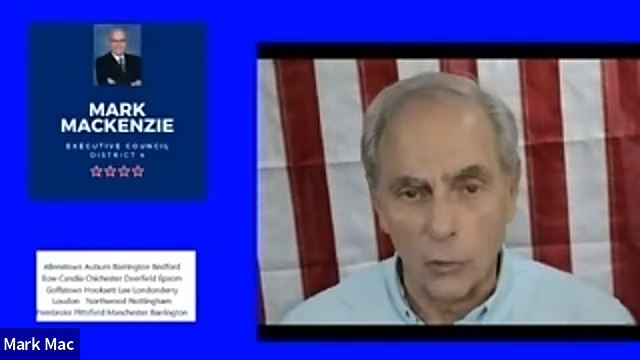 MARK
MACKENZIE
EXECUTIVE COUNCIL
DISTRICT 4
Allenstown Auburn Barrington Bedford
Bow Candia Chichester Deerfield Epsom
Goffstown Hooksett Lee Londonderry
Loudon Northwood Nottingham
Pembroke Pittsfield Manchester Barrington
Mark Mac